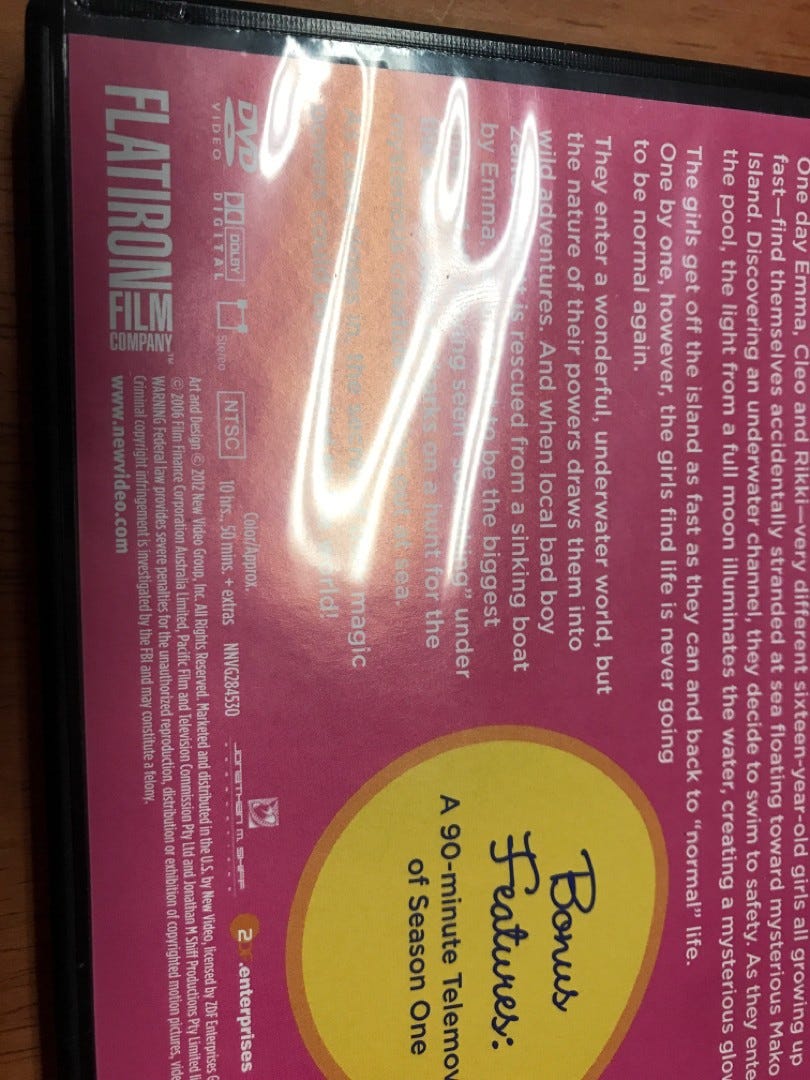 One day Emma, Cleo and Rikki—very different sixteen-year-old girls all growing up
fast—find themselves accidentally stranded at sea floating toward mysterious Mako
Island. Discovering an underwater channel, they decide to swim to safety. As they ente
the pool, the light from a full moon illuminates the water, creating a mysterious glow
The girls get off the island as fast as they can and back to "normal" life.
One by one, however, the girls find life is never going
to be normal again.
They enter a wonderful, underwater world, but
the nature of their powers draws them into
wild adventures. And when local bad boy
is rescued from a sinking boat
by Emma, to be the biggest
seen under
on a hunt for the
at sea.
magic
world!
Bonus
Features:
A 90-minute Telemov
of Season One
DVD
VIDEO
DOLBY
DIGITAL
Stereo
NTSC
Color/Approx.
10 hrs., 50 mins. + extras
NNVG284530
JONATHAN M. SHIFF
ZDF.enterprises
Art and Design © 2012 New Video Group, Inc. All Rights Reserved. Marketed and distributed in the U.S. by New Video, licensed by ZDF Enterprises G
© 2006 Film Finance Corporation Australia Limited, Pacific Film and Television Commission Pty Ltd and Jonathan M Shiff Productions Pty Limited
WARNING Federal law provides severe penalties for the unauthorized reproduction, distribution or exhibition of copyrighted motion pictures, vide
Criminal copyright infringement is investigated by the FBI and may constitute a felony.
www.newvideo.com
FLATIRON
FILM
COMPANY™